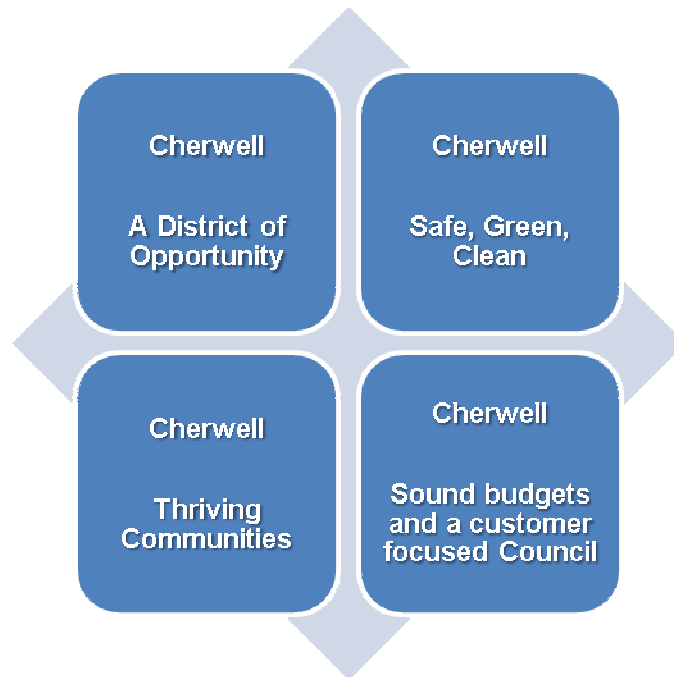 Cherwell
A District of
Opportunity
Cherwell
Safe, Green,
Clean
Cherwell
Thriving
Communities
Cherwell
Sound budgets
and a customer
focused Council